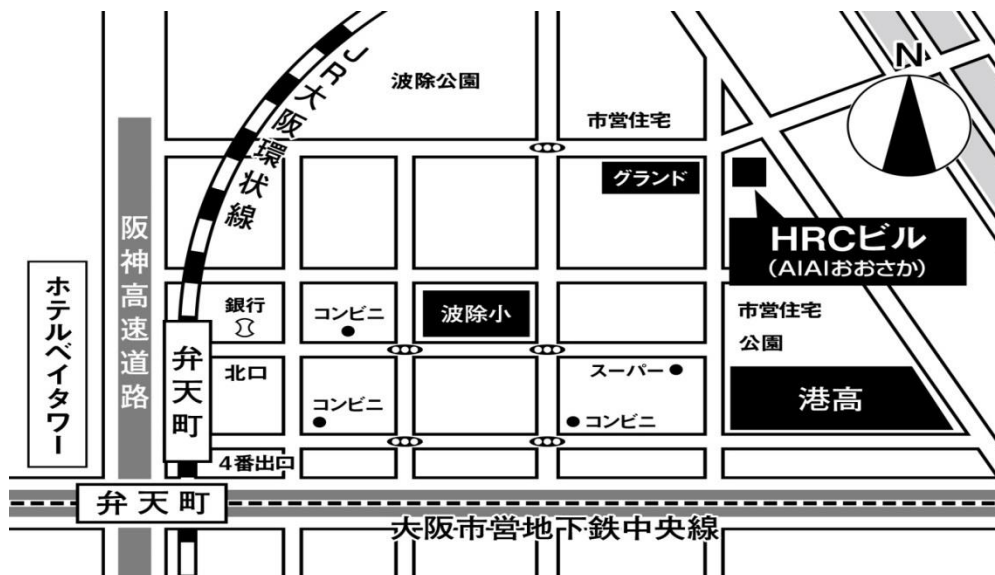 N
JR大阪環状線
波除公園
市営住宅
グランド
HRCビル
(AIAIおおさか)
阪神高速道路
ホテルベイタワー
銀行
コンビニ
波除小
市営住宅
公園
弁天町
北口
スーパー
港高
コンビニ
コンビニ
4番出口
弁天町
大阪市営地下鉄中央線